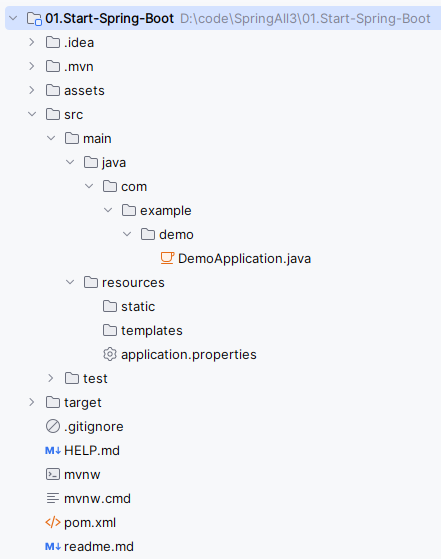 01.Start-Spring-Boot D:\code\SpringAll3\01.Start-Spring-Boot
.idea
.mvn
assets
src
main
java
com
example
demo
DemoApplication.java
resources
static
templates
application.properties
test
target
.gitignore
M↓ HELP.md
mvnw
mvnw.cmd
</> pom.xml
M↓ readme.md